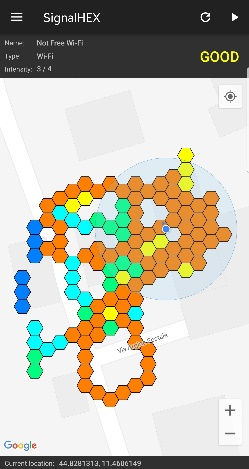 SignalHEX
Name: Not Free Wi-Fi
Type: Wi-Fi
GOOD
Intensity: 3 / 4
Google
Current location: 44.8281313, 11.4606149